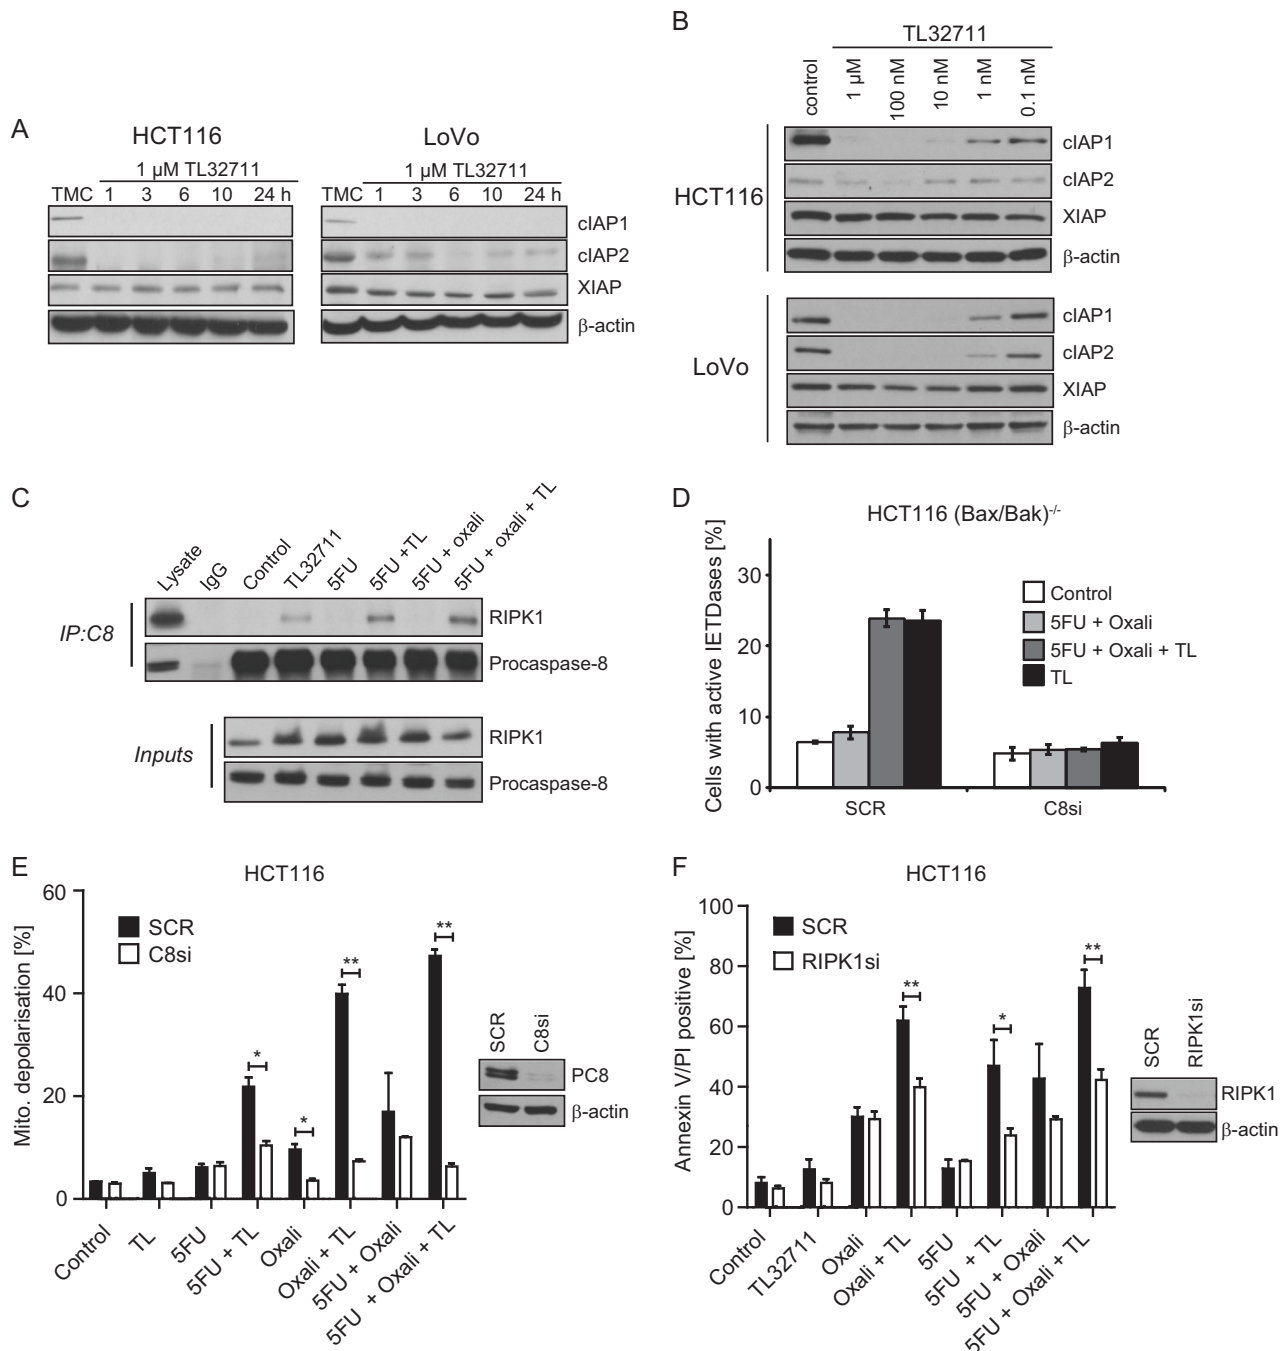 A
HCT116
LoVo
1 µM TL32711
1 µM TL32711
TMC 1 3 6 10 24 h
TMC 1 3 6 10 24 h
cIAP1
cIAP2
XIAP
β-actin
B
TL32711
control
1 µM
100 nM
10 nM
1 nM
0.1 nM
HCT116
cIAP1
cIAP2
XIAP
β-actin
LoVo
cIAP1
cIAP2
XIAP
β-actin
C
Lysate
IgG
Control
TL32711
5FU
5FU +TL
5FU + oxali
5FU + oxali + TL
IP:C8
RIPK1
Procaspase-8
Inputs
RIPK1
Procaspase-8
D
HCT116 (Bax/Bak)-/-
Cells with active IETDases [%]
30
20
10
0
Control
5FU + Oxali
5FU + Oxali + TL
TL
SCR
C8si
E
HCT116
Mito. depolarisation [%]
60
40
20
0
SCR
C8si
*
*
**
**
Control
TL
5FU
5FU + TL
Oxali
Oxali + TL
5FU + Oxali
5FU + Oxali + TL
SCR
C8si
PC8
β-actin
F
HCT116
Annexin V/PI positive [%]
100
80
60
40
20
0
SCR
RIPK1si
**
*
**
Control
TL32711
Oxali
Oxali + TL
5FU
5FU + TL
5FU + Oxali
5FU + Oxali + TL
SCR
RIPK1si
RIPK1
β-actin